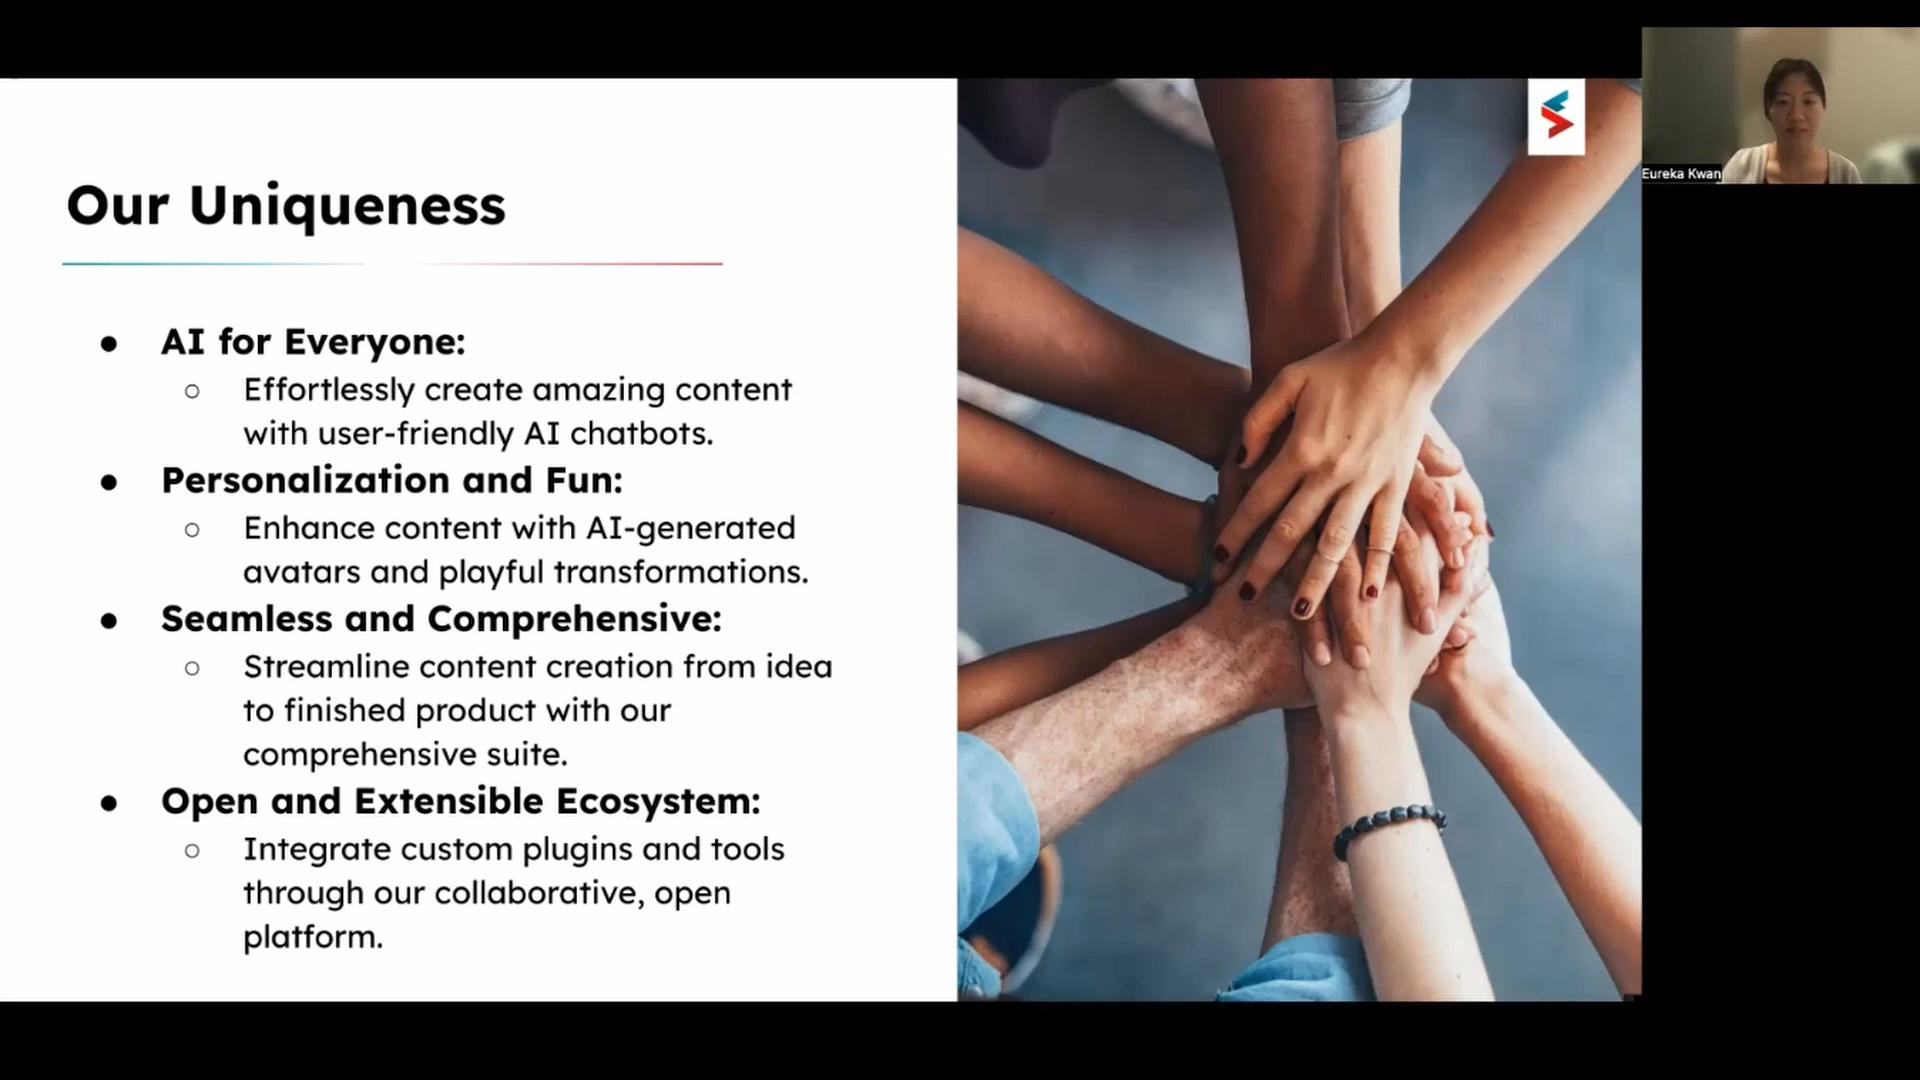 Our Uniqueness
AI for Everyone:
Effortlessly create amazing content
with user-friendly AI chatbots.
Personalization and Fun:
Enhance content with AI-generated
avatars and playful transformations.
Seamless and Comprehensive:
Streamline content creation from idea
to finished product with our
comprehensive suite.
Open and Extensible Ecosystem:
Integrate custom plugins and tools
through our collaborative, open
platform.
Eureka Kwan